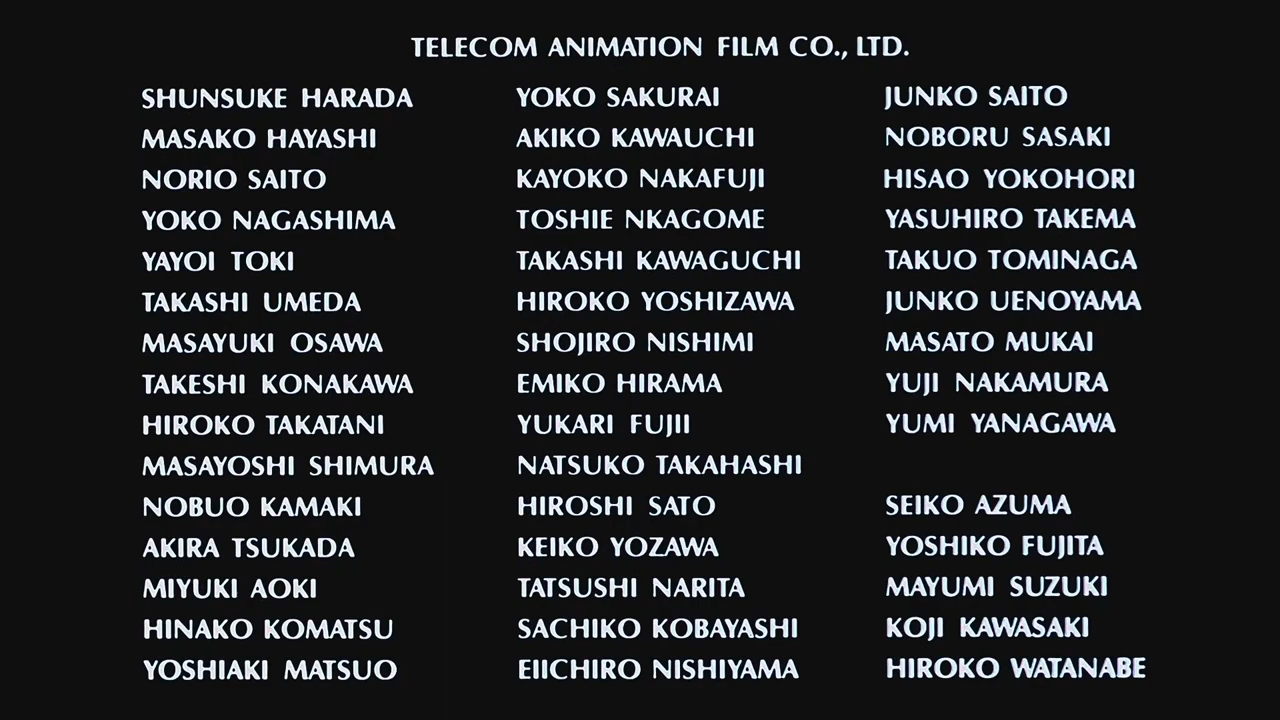 TELECOM ANIMATION FILM CO., LTD.
SHUNSUKE HARADA
MASAKO HAYASHI
NORIO SAITO
YOKO NAGASHIMA
YAYOI TOKI
TAKASHI UMEDA
MASAYUKI OSAWA
TAKESHI KONAKAWA
HIROKO TAKATANI
MASAYOSHI SHIMURA
NOBUO KAMAKI
AKIRA TSUKADA
MIYUKI AOKI
HINAKO KOMATSU
YOSHIAKI MATSUO
YOKO SAKURAI
AKIKO KAWAUCHI
KAYOKO NAKAFUJI
TOSHIE NKAGOME
TAKASHI KAWAGUCHI
HIROKO YOSHIZAWA
SHOJIRO NISHIMI
EMIKO HIRAMA
YUKARI FUJII
NATSUKO TAKAHASHI
HIROSHI SATO
KEIKO YOZAWA
TATSUSHI NARITA
SACHIKO KOBAYASHI
EIICHIRO NISHIYAMA
JUNKO SAITO
NOBORU SASAKI
HISAO YOKOHORI
YASUHIRO TAKEMA
TAKUO TOMINAGA
JUNKO UENOYAMA
MASATO MUKAI
YUJI NAKAMURA
YUMI YANAGAWA
SEIKO AZUMA
YOSHIKO FUJITA
MAYUMI SUZUKI
KOJI KAWASAKI
HIROKO WATANABE